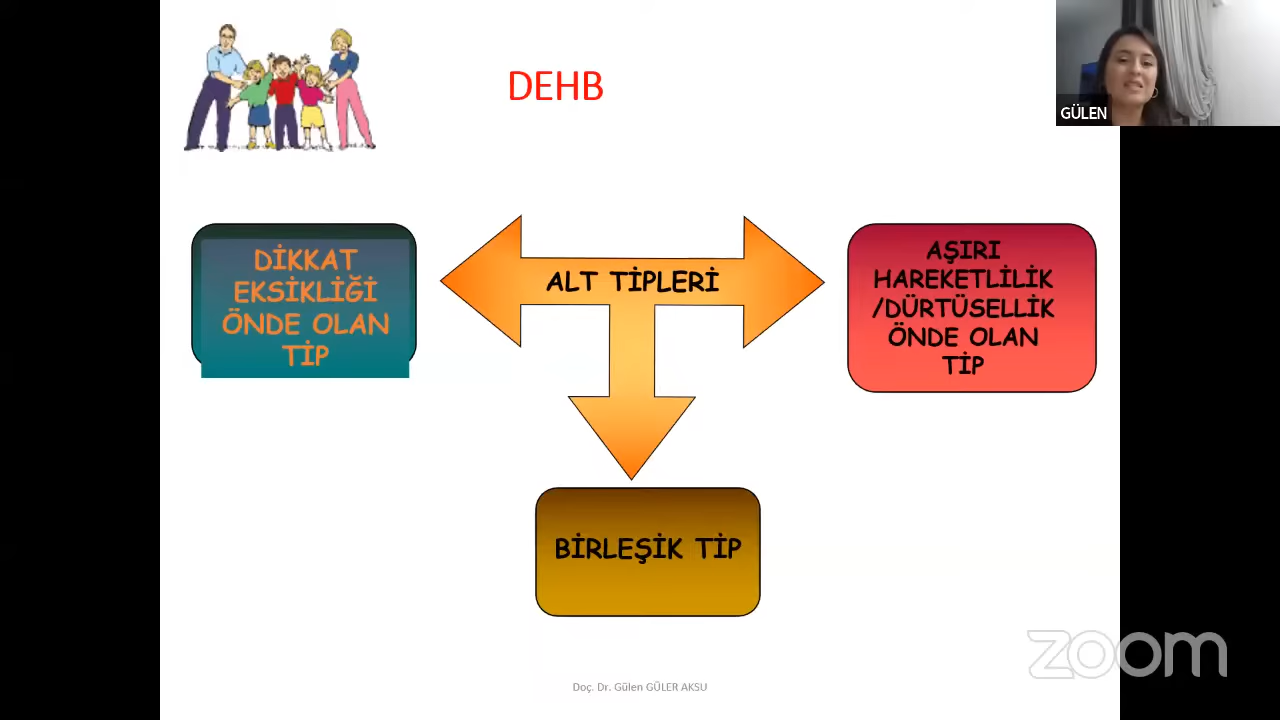 DEHB
GÜLEN
DİKKAT
EKSİKLİĞİ
ÖNDE OLAN
TİP
ALT TİPLERİ
AŞIRI
HAREKETLİLİK
/DÜRTÜSELLİK
ÖNDE OLAN
TİP
BİRLEŞİK TİP
zoom
Doç. Dr. Gülen GÜLER AKSU